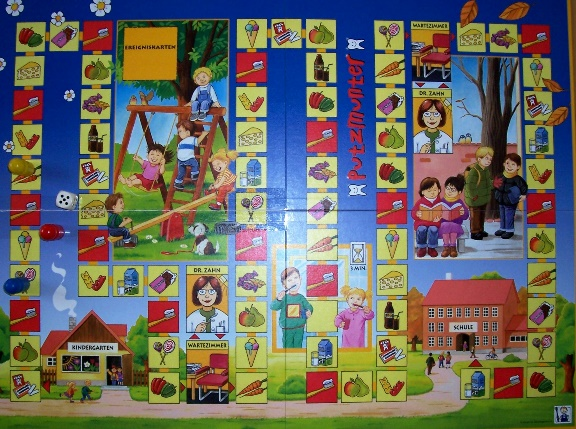 EREIGNISKARTEN
Putzmunter
WARTEZIMMER
DR. ZAHN
3 MIN.
DR. ZAHN
WARTEZIMMER
KINDERGARTEN
SCHULE